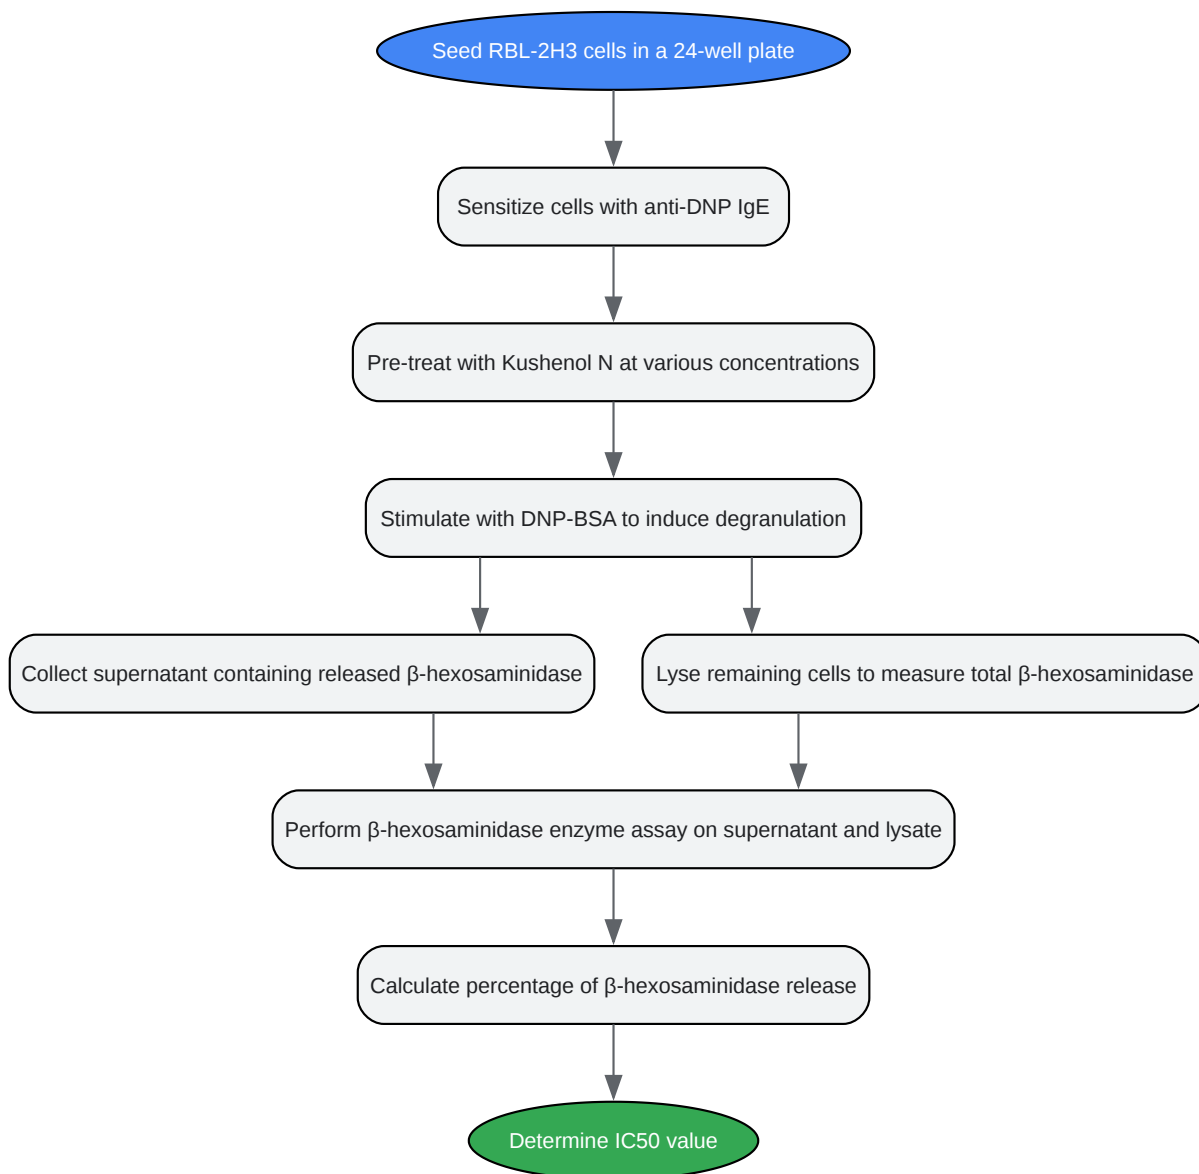 Seed RBL-2H3 cells in a 24-well plate
Sensitize cells with anti-DNP IgE
Pre-treat with Kushenol N at various concentrations
Stimulate with DNP-BSA to induce degranulation
Collect supernatant containing released β-hexosaminidase
Lyse remaining cells to measure total β-hexosaminidase
Perform β-hexosaminidase enzyme assay on supernatant and lysate
Calculate percentage of β-hexosaminidase release
Determine IC50 value